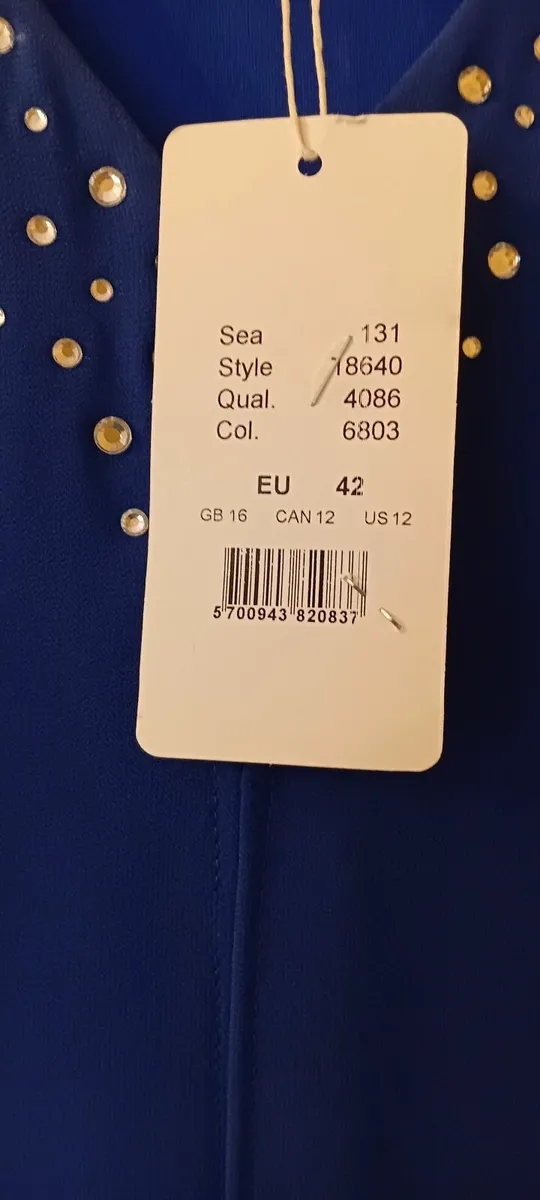 Sea 131
Style 18640
Qual. 4086
Col. 6803
EU 42
GB 16 CAN 12 US 12
5 700943 820837